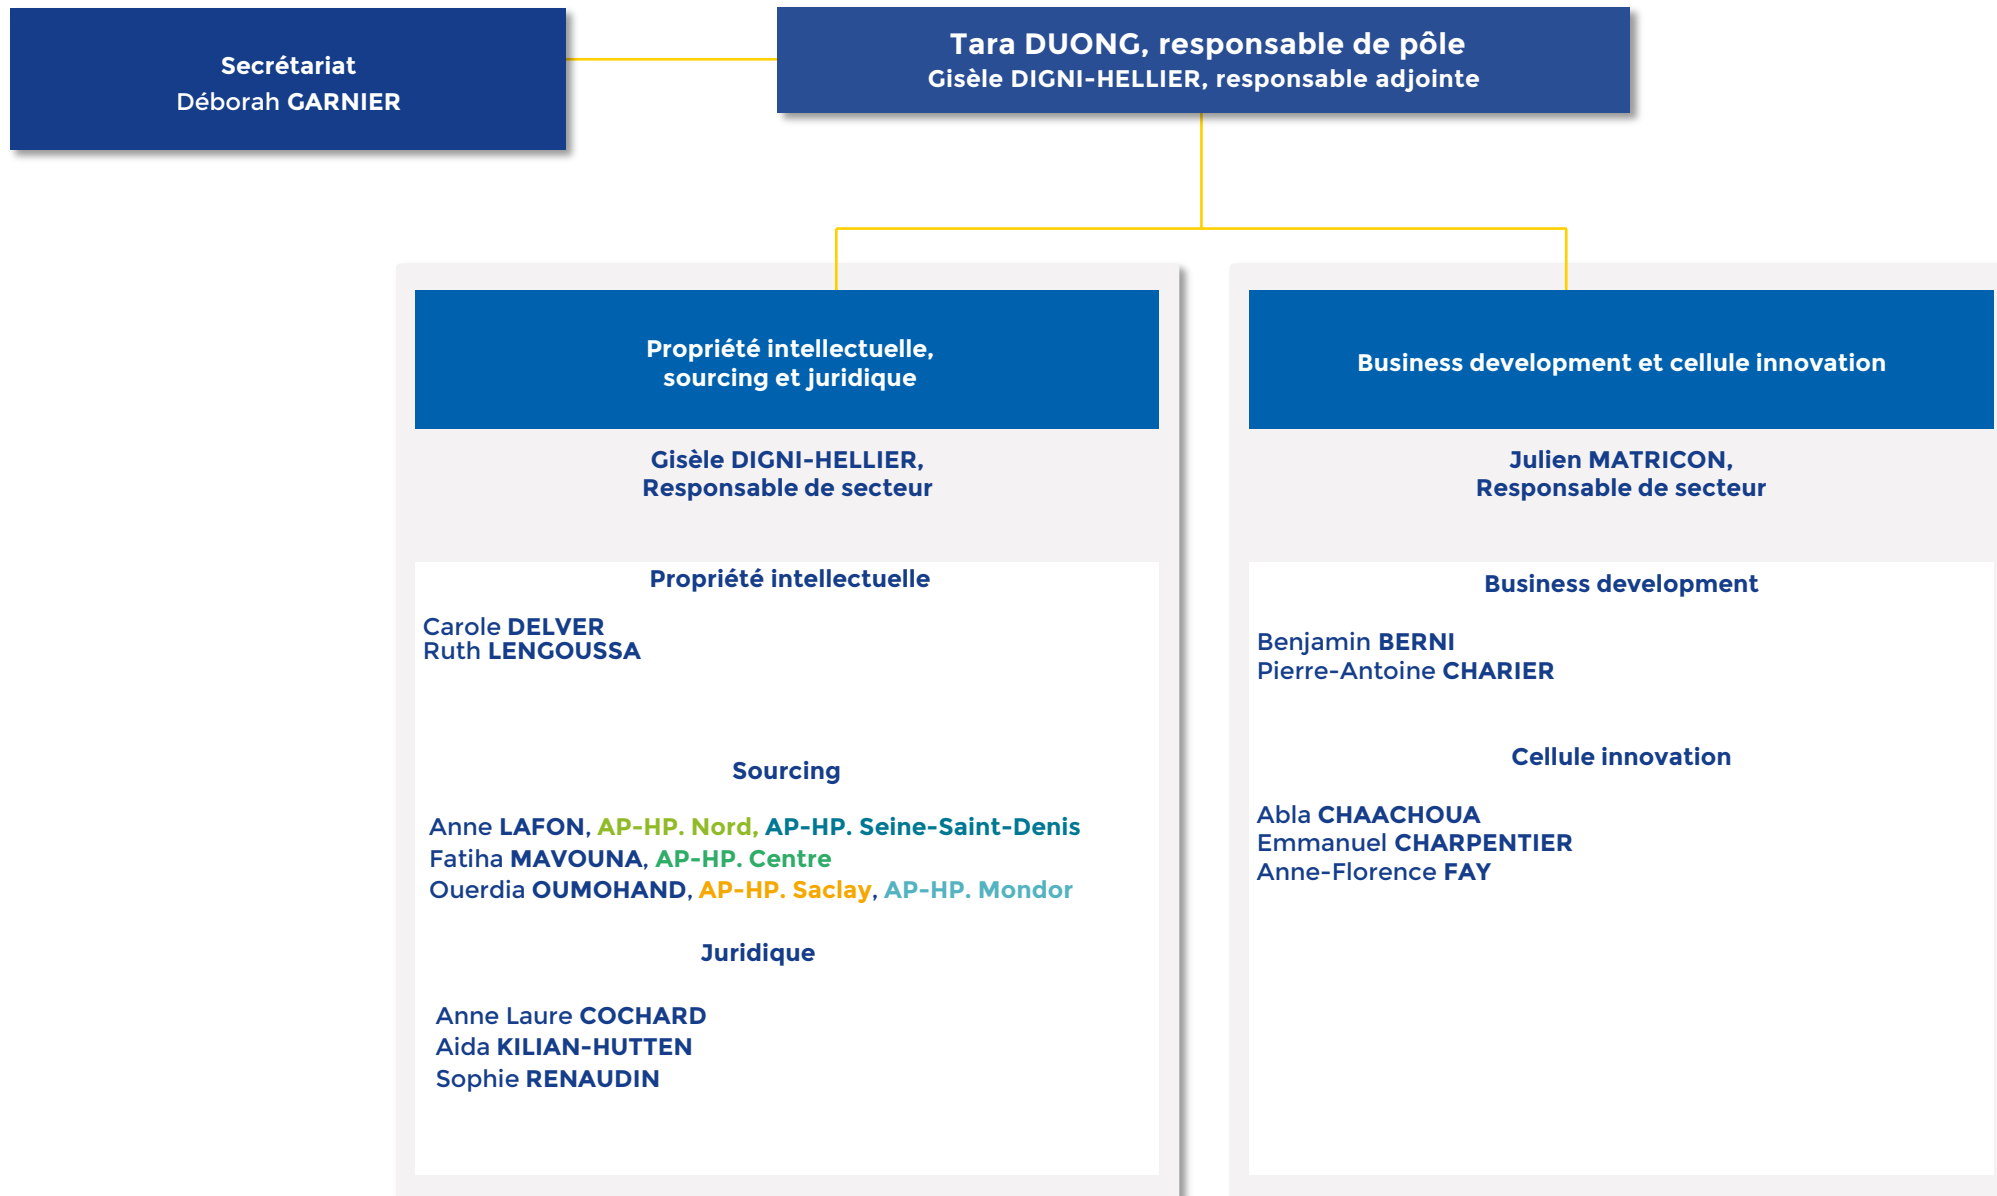 Secrétariat
Déborah GARNIER
Tara DUONG, responsable de pôle
Gisèle DIGNI-HELLIER, responsable adjointe
Propriété intellectuelle,
sourcing et juridique
Gisèle DIGNI-HELLIER,
Responsable de secteur
Propriété intellectuelle
Carole DELVER
Ruth LENGOUSSA
Sourcing
Anne LAFON, AP-HP. Nord, AP-HP. Seine-Saint-Denis
Fatiha MAVOUNA, AP-HP. Centre
Ouerdia OUMOHAND, AP-HP. Saclay, AP-HP. Mondor
Juridique
Anne Laure COCHARD
Aida KILIAN-HUTTEN
Sophie RENAUDIN
Business development et cellule innovation
Julien MATRICON,
Responsable de secteur
Business development
Benjamin BERNI
Pierre-Antoine CHARIER
Cellule innovation
Abla CHAACHOUA
Emmanuel CHARPENTIER
Anne-Florence FAY